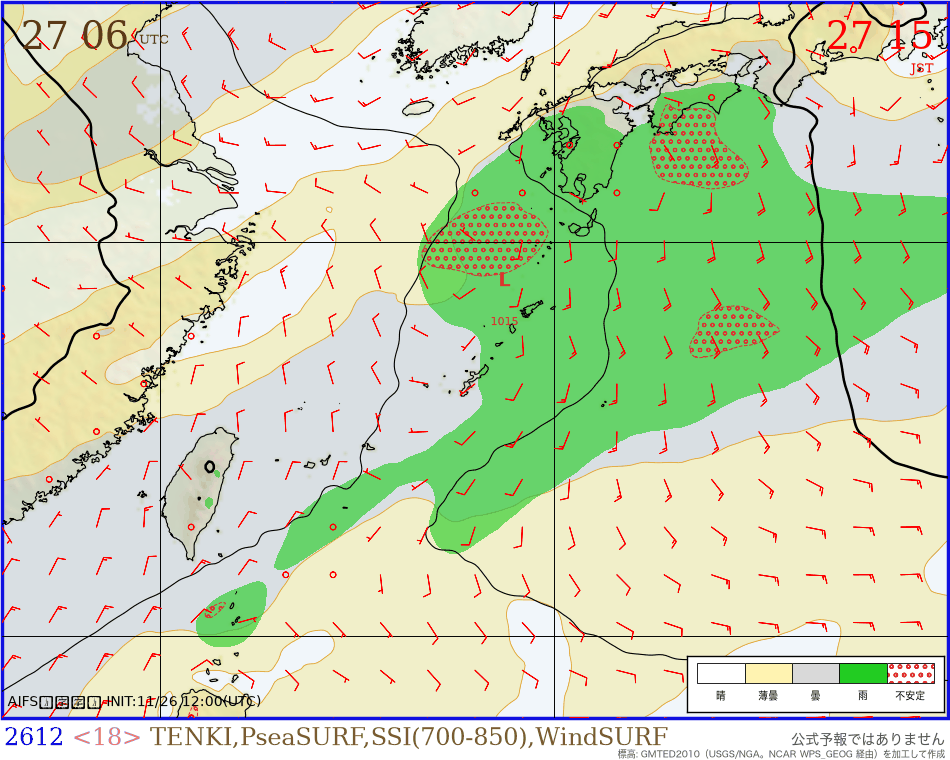 27 06 UTC
27 15
JST
L
1015
AIFS INIT:11/26 12:00(UTC)
晴 薄曇 曇 雨 不安定
2612 <18> TENKI,PseaSURF,SSI(700-850),WindSURF
公式予報ではありません
標高: GMTED2010（USGS/NGA。NCAR WPS_GEOG 経由）を加工して作成